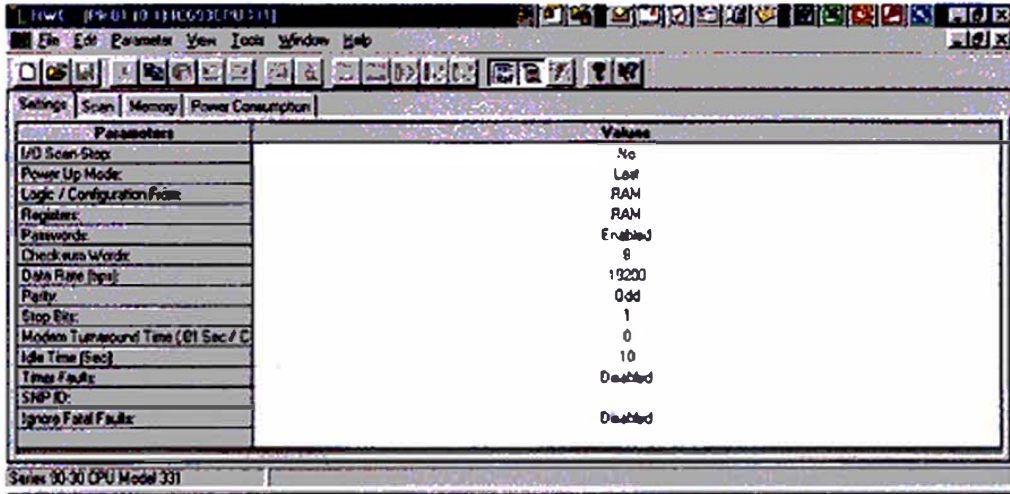 HWC
File Edit Parameter View Tools Window Help
Settings Scan Memory Power Consumption
Parameters Values
I/O Scan-Stop: No
Power Up Mode: Last
Logic / Configuration From: RAM
Registers: RAM
Passwords: Enabled
Checksum Words: 8
Data Rate (bps): 19200
Parity: Odd
Stop Bits: 1
Modem Turnaround Time (.01 Sec / C 0
Idle Time (Sec): 10
Timer Faults: Disabled
SNP ID:
Ignore Fatal Faults: Disabled
Series 90-30 CPU Model 331